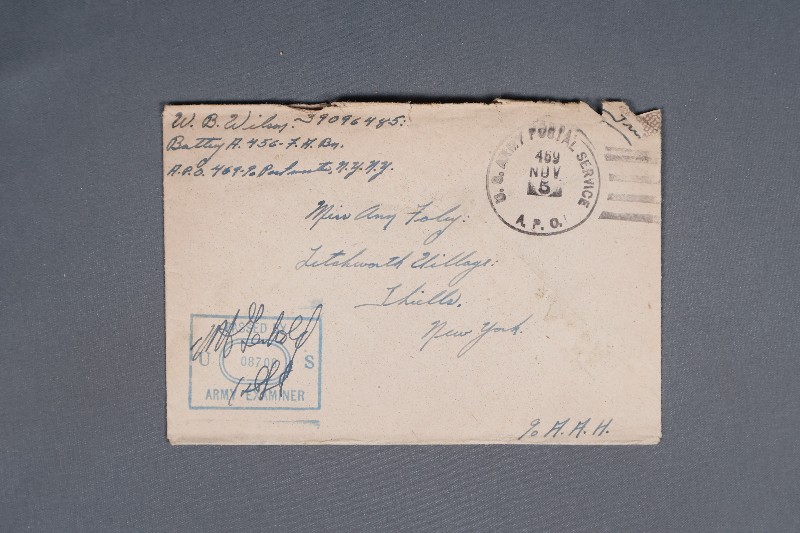 W. B. Wilson. 39096485.
Battery A. 456-F.A. Bn.
A.P.O. 469-% Postmaster, N.Y. N.Y.
U.S. ARMY POSTAL SERVICE
469
NOV
5
A. P. O.
Miss Amy Foley:
Letchworth Village:
Thiells,
New York.
PASSED BY
U S
ARMY EXAMINER
% A. A. H.